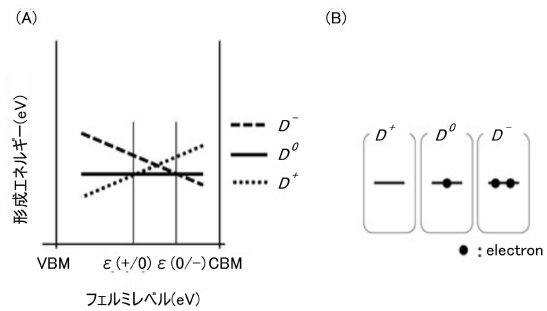 (A)
形成エネルギー(eV)
D⁻
D⁰
D⁺
VBM ε(+/0) ε(0/−) CBM
フェルミレベル(eV)
(B)
D⁺ D⁰ D⁻
● : electron